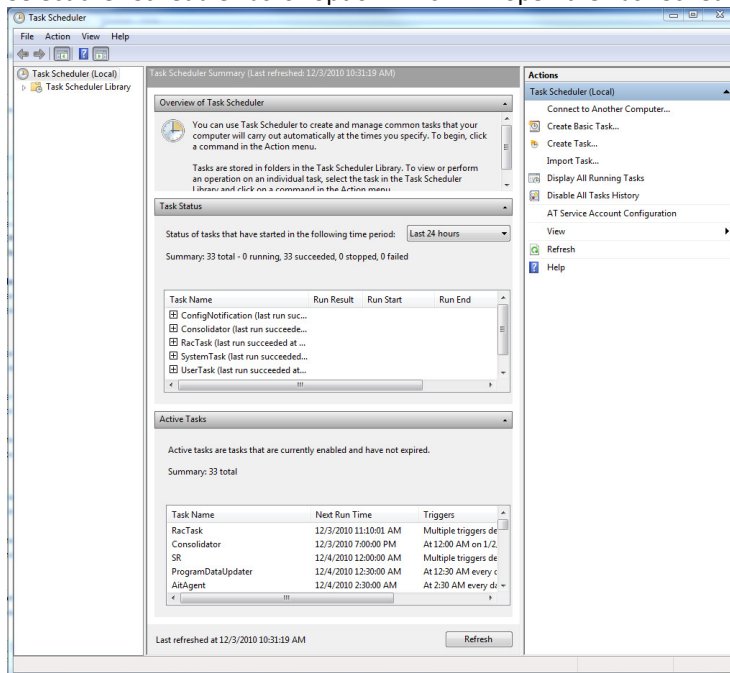 Task Scheduler
File Action View Help
Task Scheduler (Local)
Task Scheduler Library
Task Scheduler Summary (Last refreshed: 12/3/2010 10:31:19 AM)
Overview of Task Scheduler
You can use Task Scheduler to create and manage common tasks that your
computer will carry out automatically at the times you specify. To begin, click
a command in the Action menu.
Tasks are stored in folders in the Task Scheduler Library. To view or perform
an operation on an individual task, select the task in the Task Scheduler
Library and click on a command in the Action menu.
Task Status
Status of tasks that have started in the following time period: Last 24 hours
Summary: 33 total - 0 running, 33 succeeded, 0 stopped, 0 failed
Task Name Run Result Run Start Run End
ConfigNotification (last run suc...
Consolidator (last run succeede...
RacTask (last run succeeded at ...
SystemTask (last run succeeded...
UserTask (last run succeeded at...
Active Tasks
Active tasks are tasks that are currently enabled and have not expired.
Summary: 33 total
Task Name Next Run Time Triggers
RacTask 12/3/2010 11:10:01 AM Multiple triggers de
Consolidator 12/3/2010 7:00:00 PM At 12:00 AM on 1/2
SR 12/4/2010 12:00:00 AM Multiple triggers de
ProgramDataUpdater 12/4/2010 12:30:00 AM At 12:30 AM every
AitAgent 12/4/2010 2:30:00 AM At 2:30 AM every da
Last refreshed at 12/3/2010 10:31:19 AM Refresh
Actions
Task Scheduler (Local)
Connect to Another Computer...
Create Basic Task...
Create Task...
Import Task...
Display All Running Tasks
Disable All Tasks History
AT Service Account Configuration
View
Refresh
Help